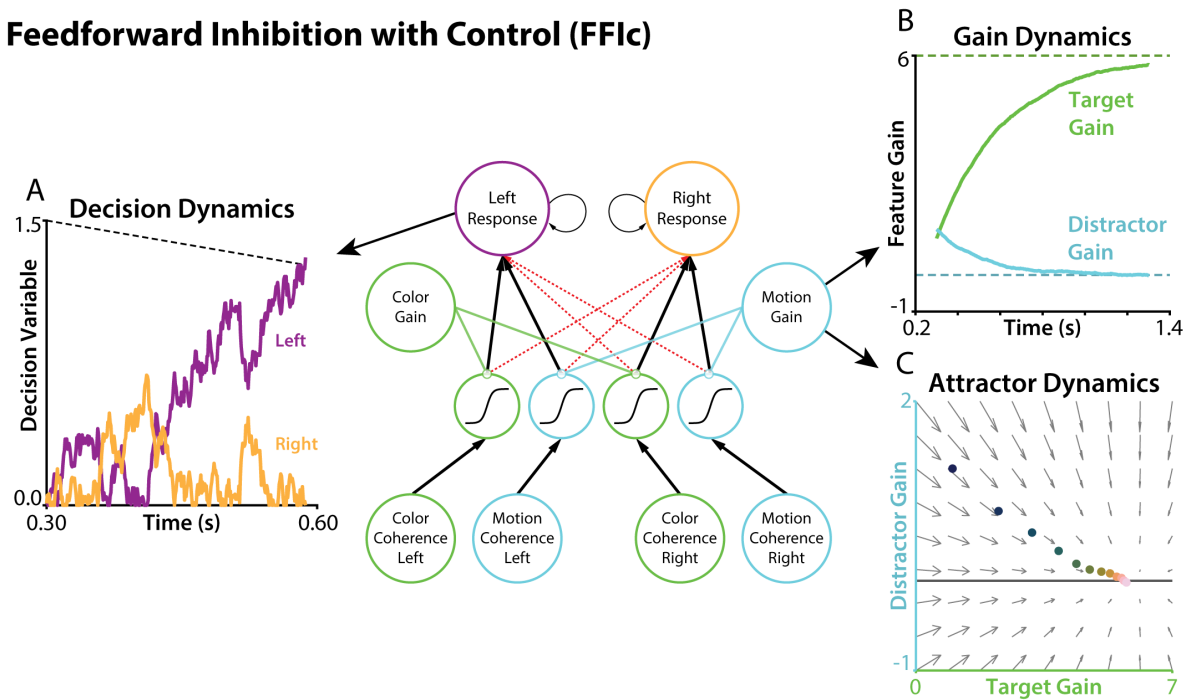 Feedforward Inhibition with Control (FFIc)
A
Decision Dynamics
1.5
Decision Variable
Left
Right
0.0
0.30
Time (s)
0.60
Left
Response
Right
Response
Color
Gain
Motion
Gain
Color
Coherence
Left
Motion
Coherence
Left
Color
Coherence
Right
Motion
Coherence
Right
B
Gain Dynamics
6
Feature Gain
Target
Gain
Distractor
Gain
-1
0.2
Time (s)
1.4
C
Attractor Dynamics
2
Distractor Gain
-1
0
Target Gain
7